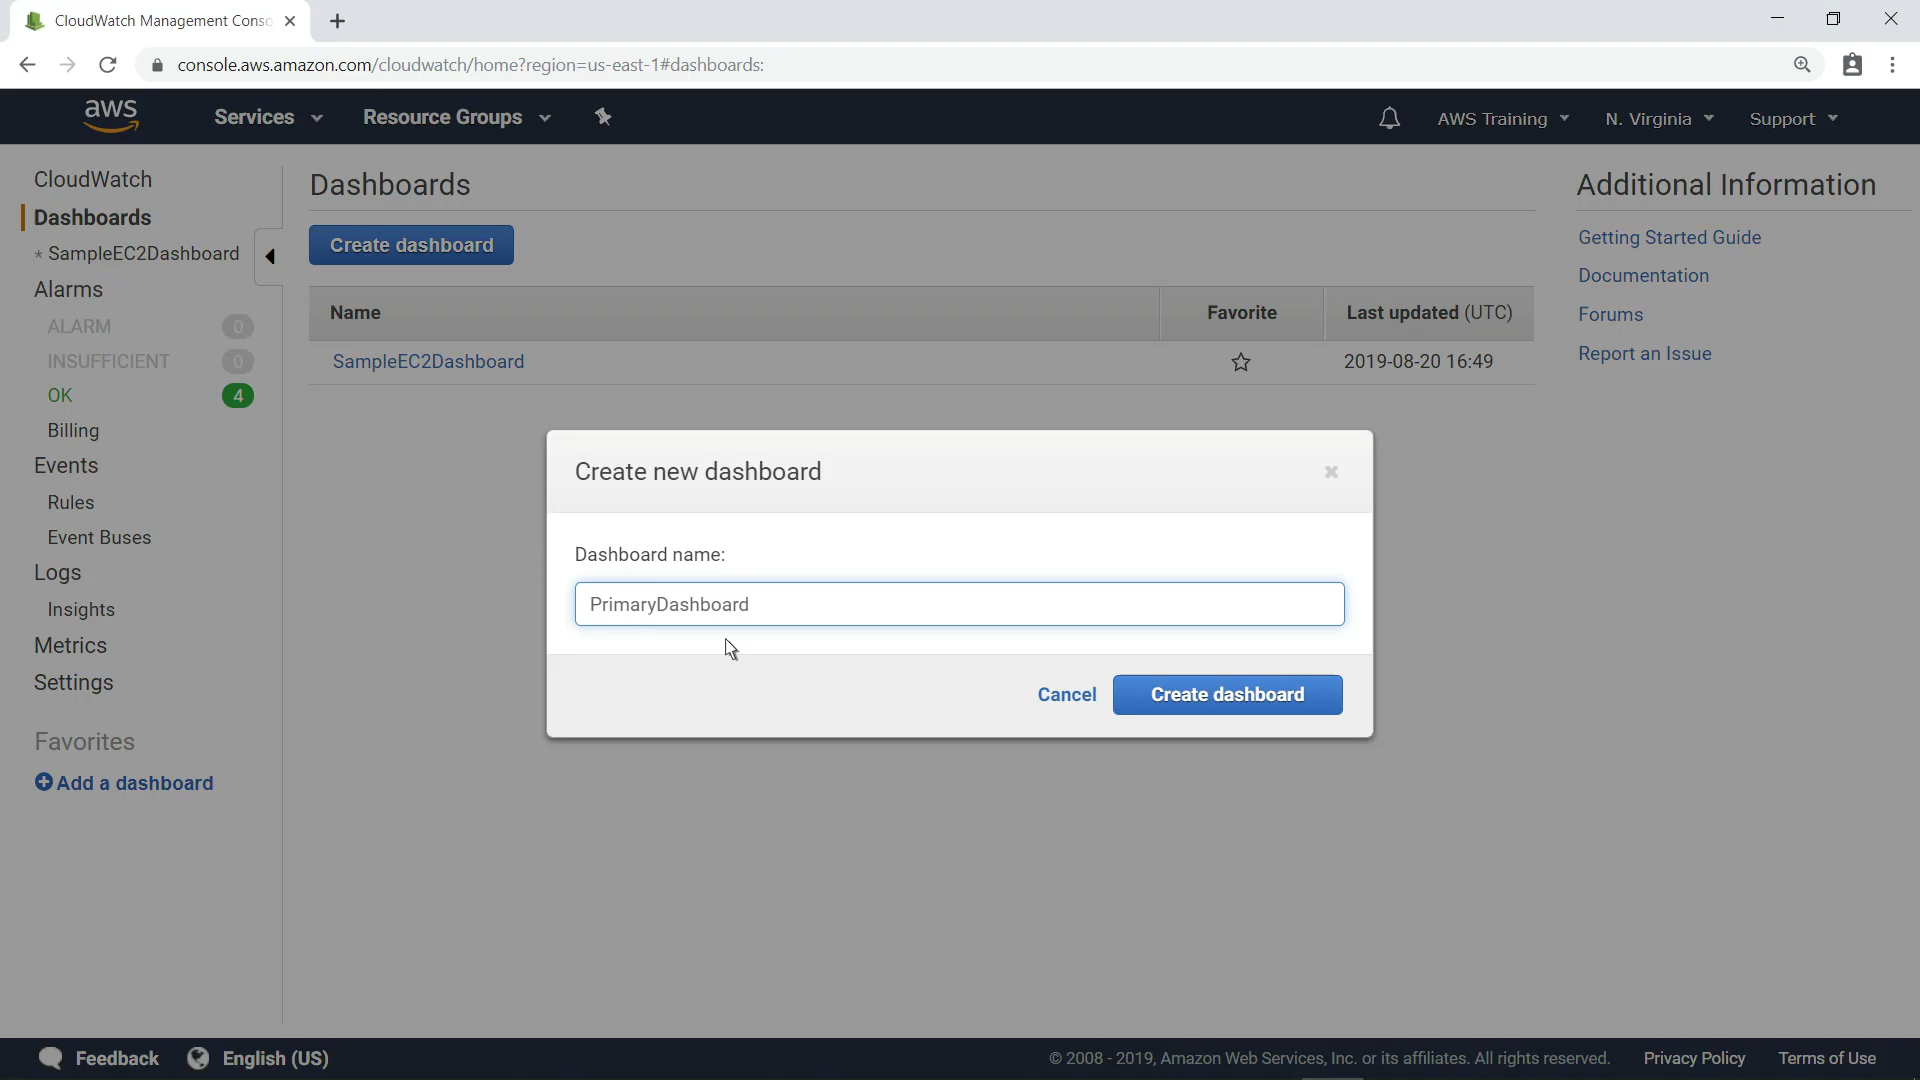 CloudWatch Management Conso
console.aws.amazon.com/cloudwatch/home?region=us-east-1#dashboards:
aws
Services
Resource Groups
AWS Training
N. Virginia
Support
CloudWatch
Dashboards
* SampleEC2Dashboard
Alarms
ALARM 0
INSUFFICIENT 0
OK 4
Billing
Events
Rules
Event Buses
Logs
Insights
Metrics
Settings
Favorites
Add a dashboard
Dashboards
Create dashboard
Name Favorite Last updated (UTC)
SampleEC2Dashboard 2019-08-20 16:49
Additional Information
Getting Started Guide
Documentation
Forums
Report an Issue
Create new dashboard
Dashboard name:
PrimaryDashboard
Cancel
Create dashboard
Feedback
English (US)
© 2008 - 2019, Amazon Web Services, Inc. or its affiliates. All rights reserved.
Privacy Policy
Terms of Use